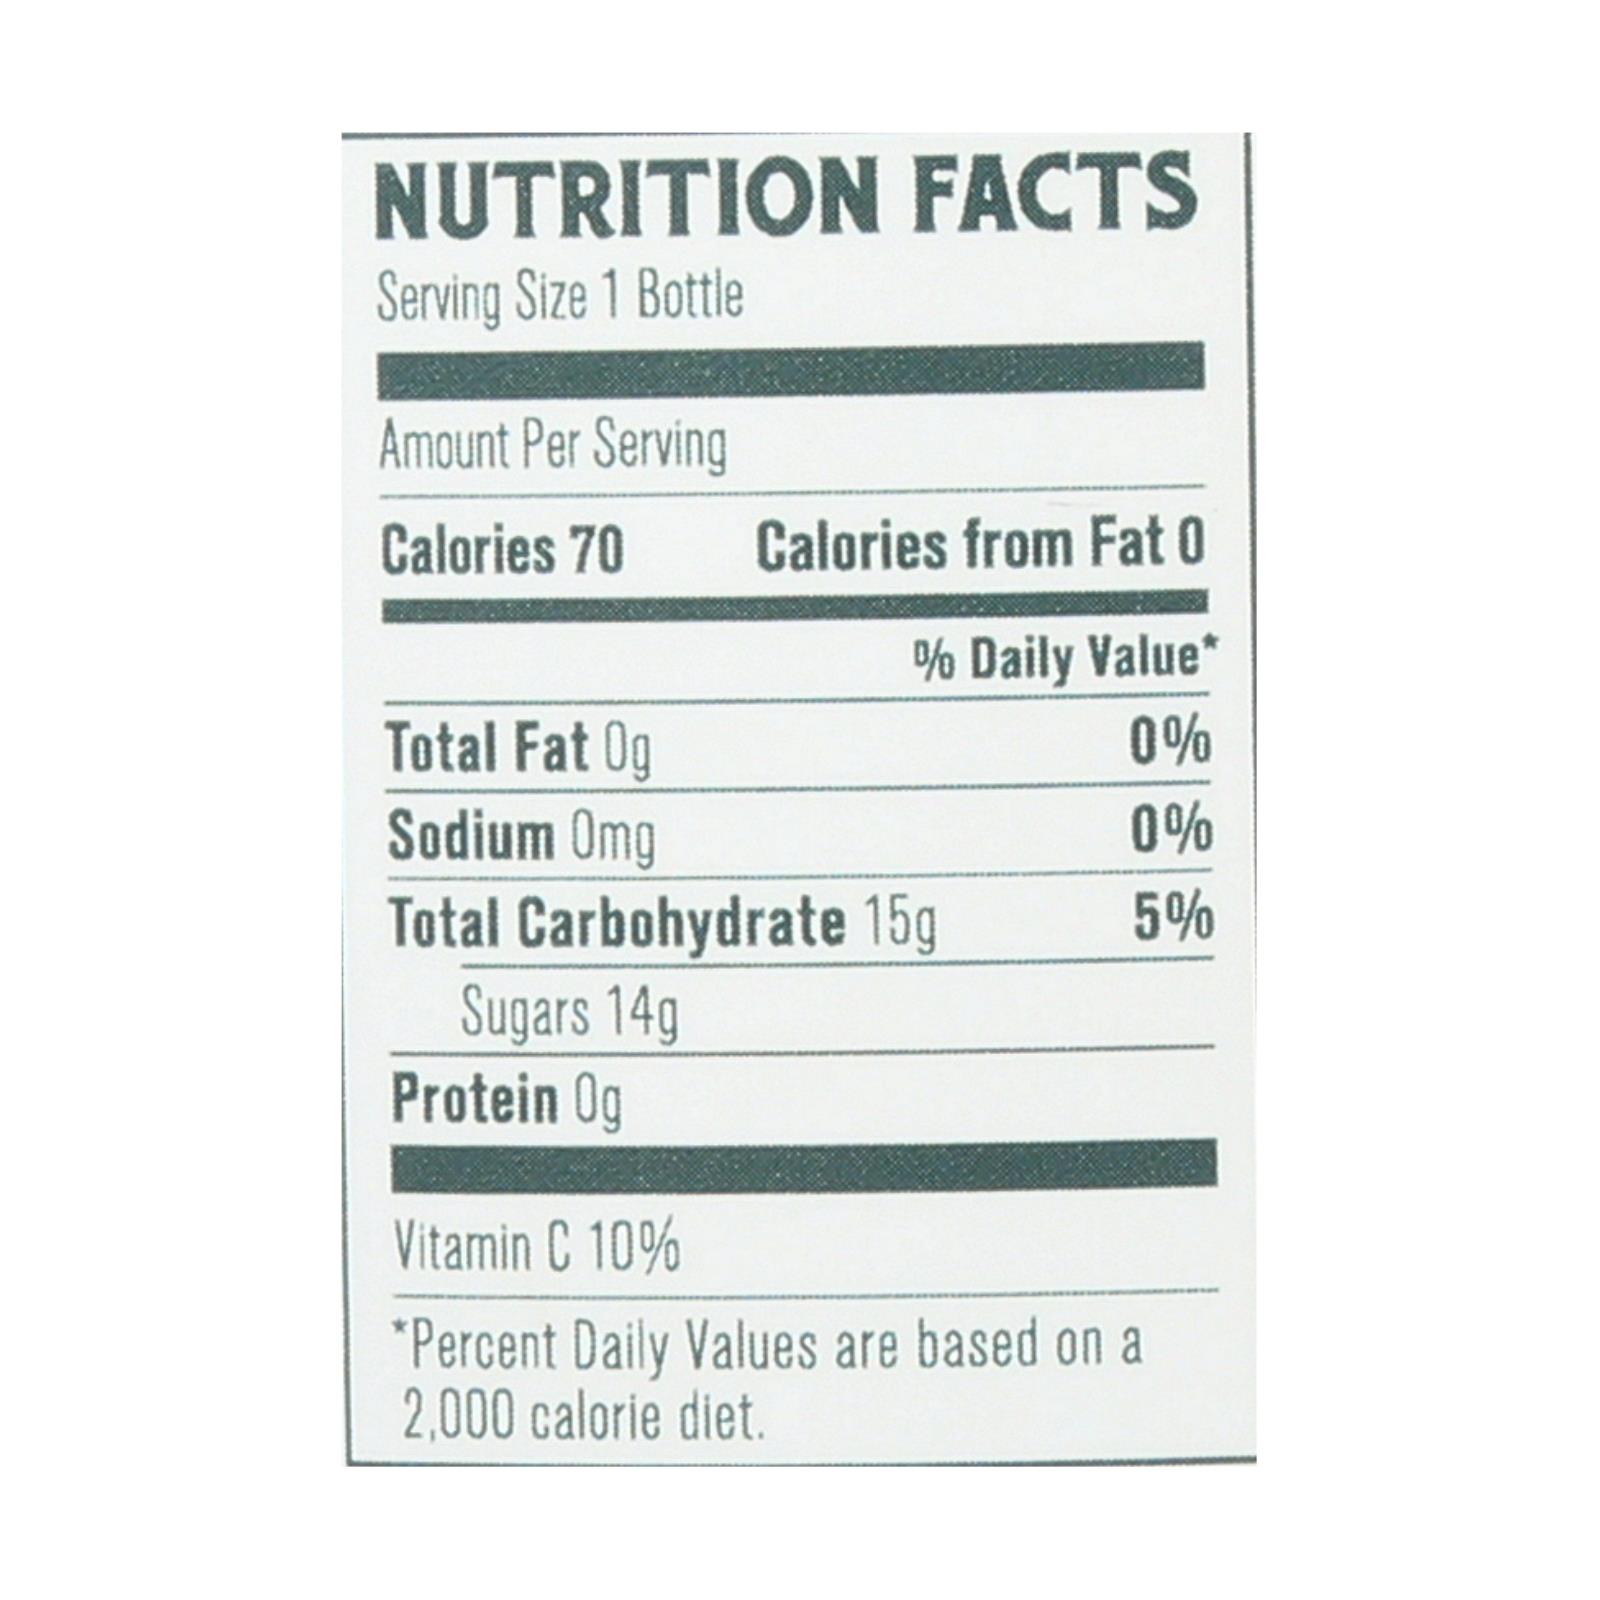 NUTRITION FACTS
Serving Size 1 Bottle
Amount Per Serving
Calories 70 Calories from Fat 0
% Daily Value*
Total Fat 0g 0%
Sodium 0mg 0%
Total Carbohydrate 15g 5%
Sugars 14g
Protein 0g
Vitamin C 10%
*Percent Daily Values are based on a
2,000 calorie diet.